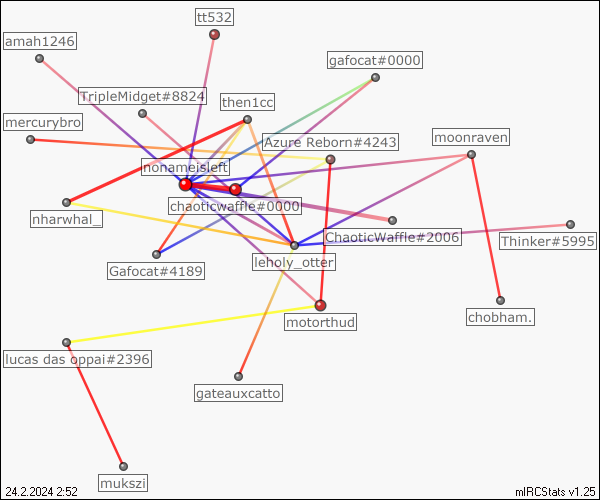 tt532
amah1246
gafocat#0000
TripleMidget#8824
then1cc
mercurybro
Azure Reborn#4243
moonraven
nonameisleft
chaoticwaffle#0000
nharwhal_
ChaoticWaffle#2006
Thinker#5995
leholy_otter
Gafocat#4189
motorthud
chobham.
lucas das oppai#2396
gateauxcatto
mukszi
24.2.2024 2:52
mIRCStats v1.25